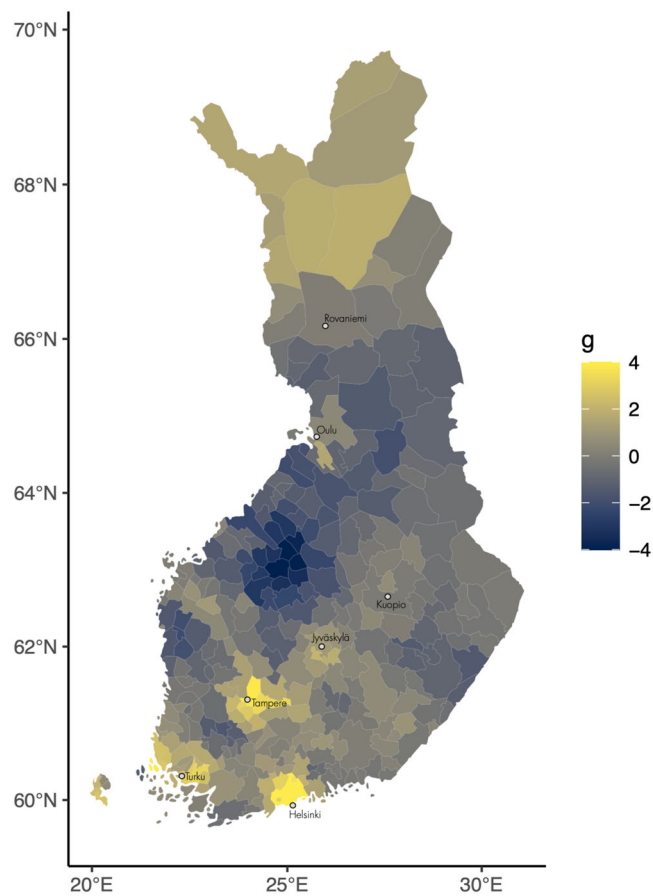 70°N
68°N
66°N
64°N
62°N
60°N
Rovaniemi
Oulu
Kuopio
Jyväskylä
Tampere
Turku
Helsinki
20°E
25°E
30°E
g
4
2
0
−2
−4